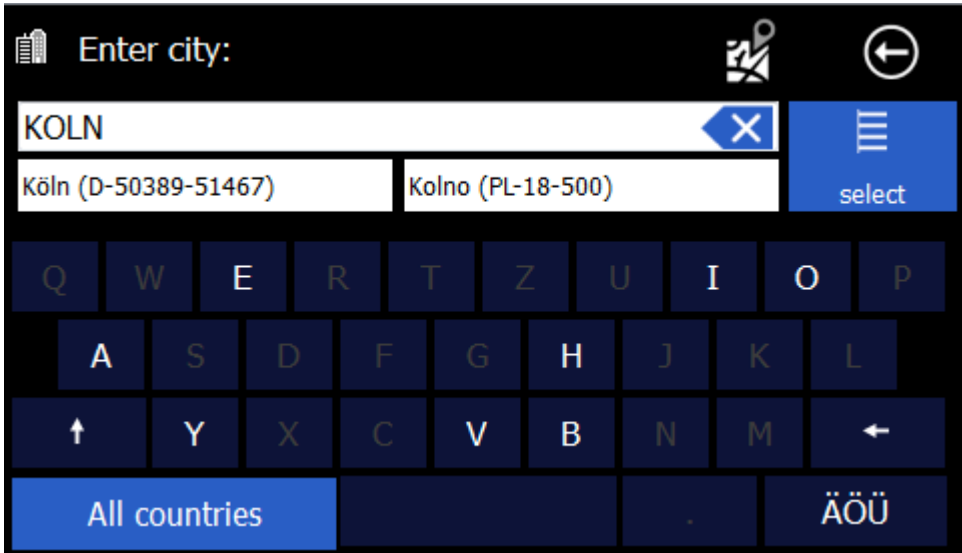 Enter city:
KOLN
Köln (D-50389-51467) Kolno (PL-18-500)
select
Q W E R T Z U I O P
A S D F G H J K L
Y X C V B N M
All countries . ÄÖÜ